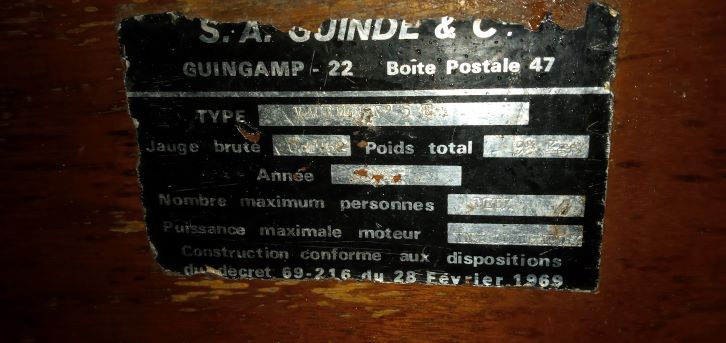 S. A. GUINDE & C
GUINGAMP - 22 Boîte Postale 47
TYPE
Jauge brute Poids total
Année
Nombre maximum personnes
Puissance maximale moteur
Construction conforme aux dispositions
du décret 69-216 du 28 Février 1969